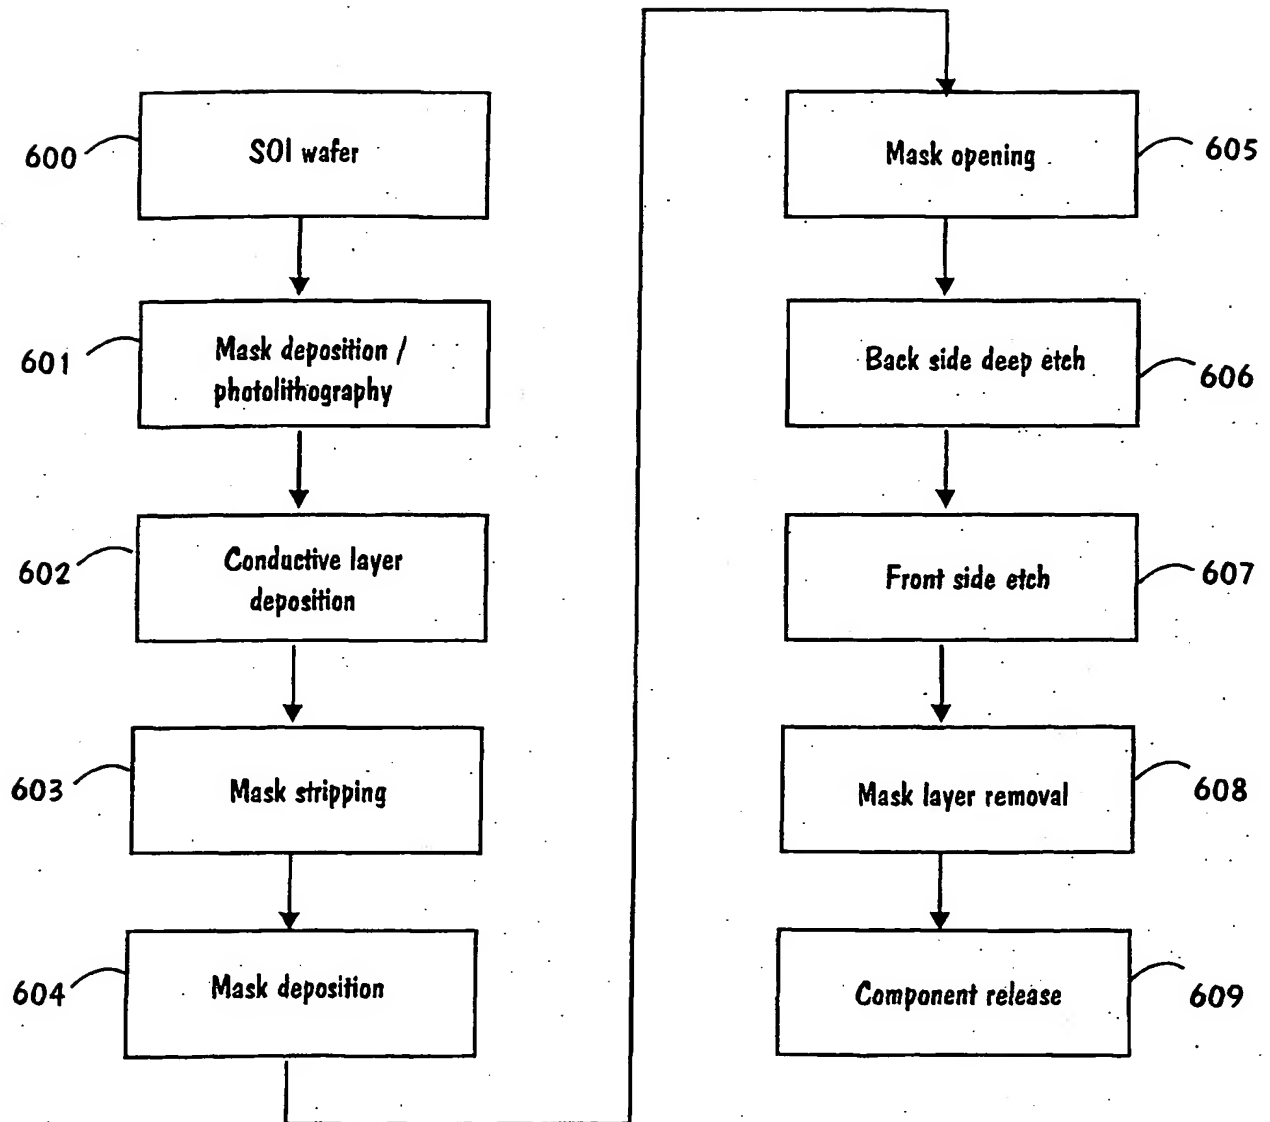 600
SOI wafer
601
Mask deposition /
photolithography
602
Conductive layer
deposition
603
Mask stripping
604
Mask deposition
Mask opening
605
Back side deep etch
606
Front side etch
607
Mask layer removal
608
Component release
609